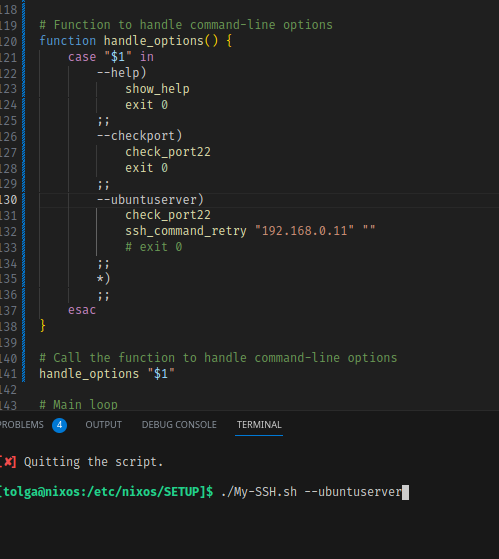 118
119 # Function to handle command-line options
120 function handle_options() {
121 case "$1" in
122 --help)
123 show_help
124 exit 0
125 ;;
126 --checkport)
127 check_port22
128 exit 0
129 ;;
130 --ubuntuserver)
131 check_port22
132 ssh_command_retry "192.168.0.11" ""
133 # exit 0
134 ;;
135 *)
136 ;;
137 esac
138 }
139
140 # Call the function to handle command-line options
141 handle_options "$1"
142
143 # Main loop
PROBLEMS 4 OUTPUT DEBUG CONSOLE TERMINAL
[✘] Quitting the script.
[tolga@nixos:/etc/nixos/SETUP]$ ./My-SSH.sh --ubuntuserver